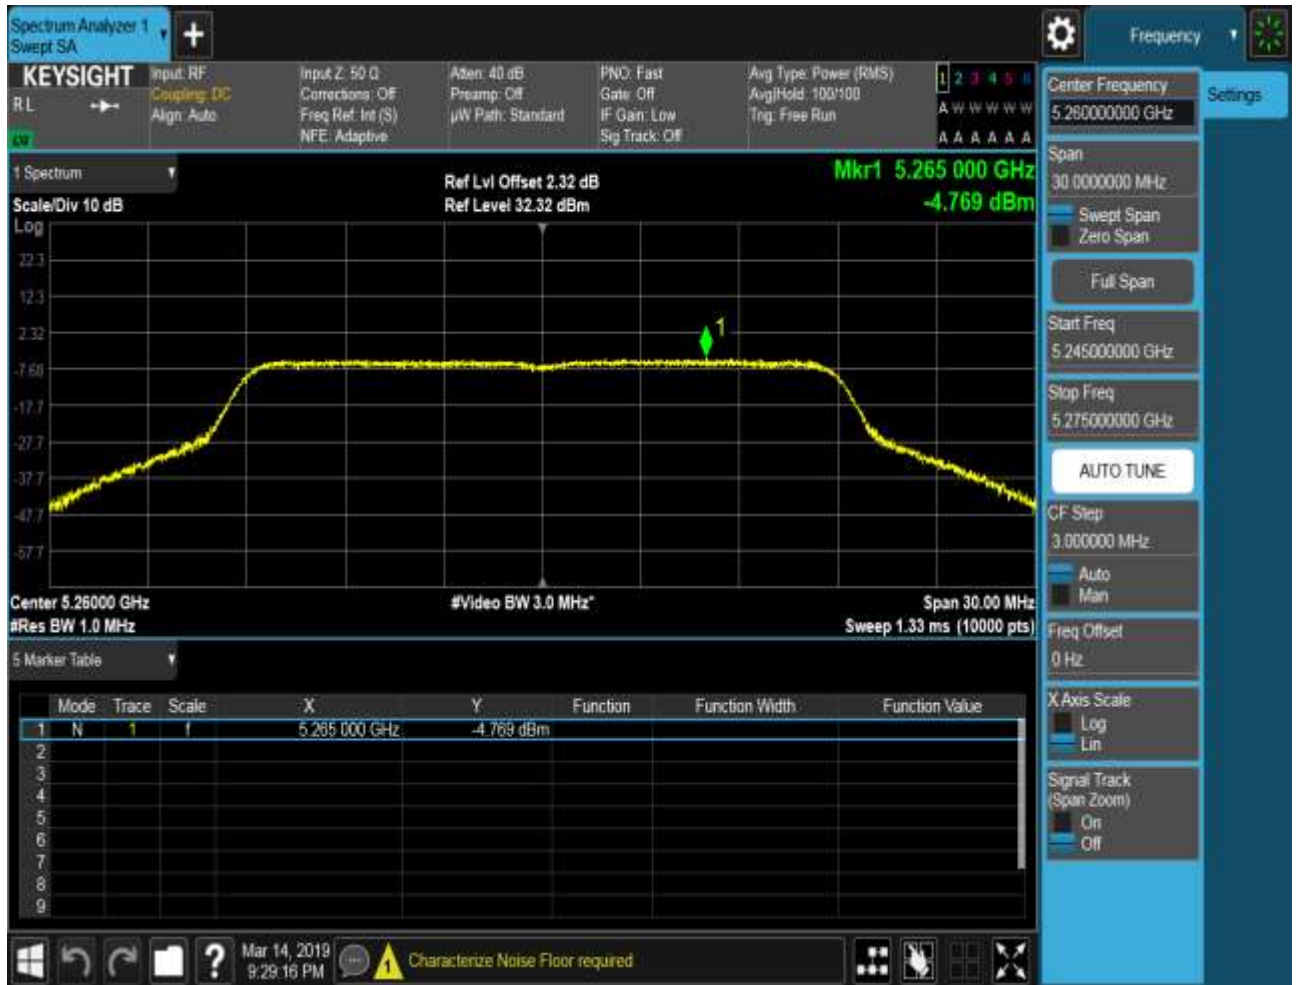 Spectrum Analyzer 1
Swept SA
Frequency
KEYSIGHT
R L
Input: RF
Coupling: DC
Align: Auto
Input Z: 50 Ω
Corrections: Off
Freq Ref: Int (S)
NFE: Adaptive
Atten: 40 dB
Preamp: Off
µW Path: Standard
PNO: Fast
Gate: Off
IF Gain: Low
Sig Track: Off
Avg Type: Power (RMS)
Avg|Hold: 100/100
Trig: Free Run
1 2 3 4 5 6
A W W W W W
A A A A A A
1 Spectrum
Scale/Div 10 dB
Ref Lvl Offset 2.32 dB
Ref Level 32.32 dBm
Mkr1 5.265 000 GHz
-4.769 dBm
Log
22.3
12.3
2.32
-7.68
-17.7
-27.7
-37.7
-47.7
-57.7
1
Center 5.26000 GHz
#Video BW 3.0 MHz*
Span 30.00 MHz
#Res BW 1.0 MHz
Sweep 1.33 ms (10000 pts)
5 Marker Table
Mode Trace Scale X Y Function Function Width Function Value
1 N 1 f 5.265 000 GHz -4.769 dBm
2
3
4
5
6
7
8
9
Mar 14, 2019
9:29:16 PM
?
1
Characterize Noise Floor required
Center Frequency
5.260000000 GHz
Settings
Span
30.0000000 MHz
Swept Span
Zero Span
Full Span
Start Freq
5.245000000 GHz
Stop Freq
5.275000000 GHz
AUTO TUNE
CF Step
3.000000 MHz
Auto
Man
Freq Offset
0 Hz
X Axis Scale
Log
Lin
Signal Track
(Span Zoom)
On
Off